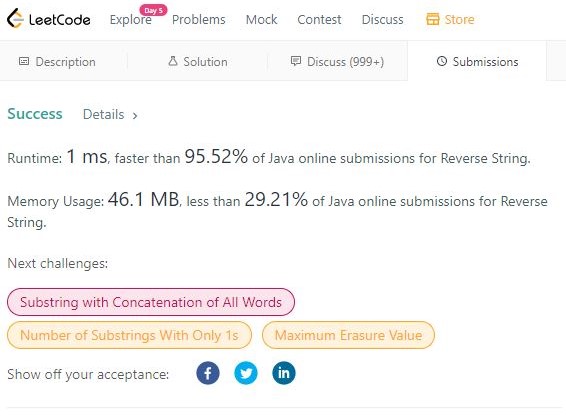 LeetCode Explore Day 5 Problems Mock Contest Discuss Store
Description Solution Discuss (999+) Submissions
Success Details >
Runtime: 1 ms, faster than 95.52% of Java online submissions for Reverse String.
Memory Usage: 46.1 MB, less than 29.21% of Java online submissions for Reverse
String.
Next challenges:
Substring with Concatenation of All Words
Number of Substrings With Only 1s Maximum Erasure Value
Show off your acceptance: